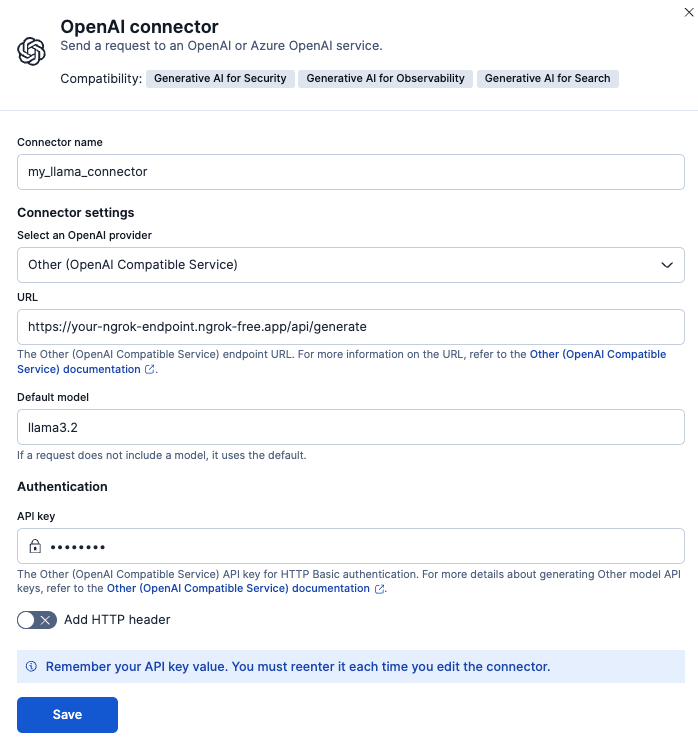 OpenAI connector
Send a request to an OpenAI or Azure OpenAI service.
Compatibility: Generative AI for Security Generative AI for Observability Generative AI for Search
Connector name
my_llama_connector
Connector settings
Select an OpenAI provider
Other (OpenAI Compatible Service)
URL
https://your-ngrok-endpoint.ngrok-free.app/api/generate
The Other (OpenAI Compatible Service) endpoint URL. For more information on the URL, refer to the Other (OpenAI Compatible
Service) documentation.
Default model
llama3.2
If a request does not include a model, it uses the default.
Authentication
API key
••••••••
The Other (OpenAI Compatible Service) API key for HTTP Basic authentication. For more details about generating Other model API
keys, refer to the Other (OpenAI Compatible Service) documentation.
Add HTTP header
Remember your API key value. You must reenter it each time you edit the connector.
Save